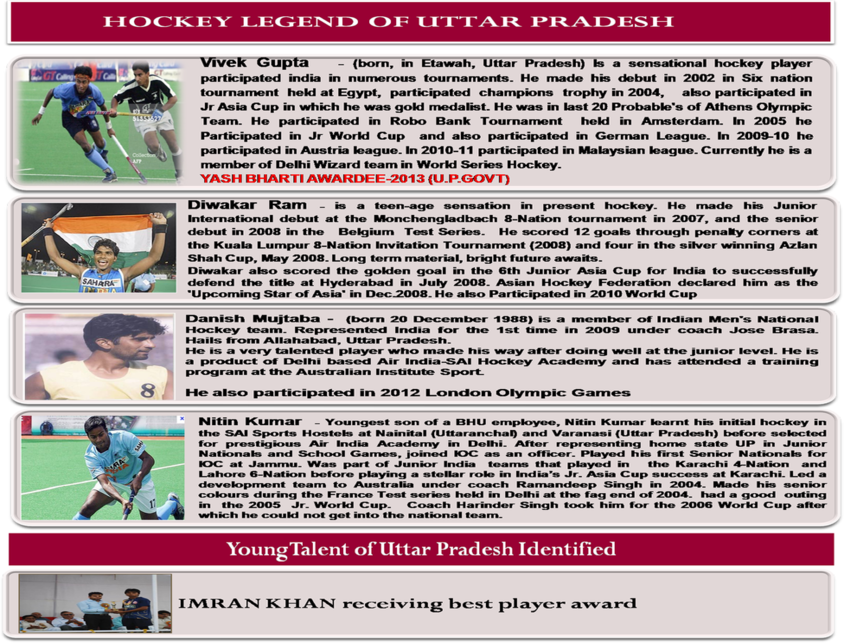 HOCKEY LEGEND OF UTTAR PRADESH
Vivek Gupta - (born, in Etawah, Uttar Pradesh) Is a sensational hockey player
participated india in numerous tournaments. He made his debut in 2002 in Six nation
tournament held at Egypt, participated champions trophy in 2004, also participated in
Jr Asia Cup in which he was gold medalist. He was in last 20 Probable's of Athens Olympic
Team. He participated in Robo Bank Tournament held in Amsterdam. In 2005 he
Participated in Jr World Cup and also participated in German League. In 2009-10 he
participated in Austria league. In 2010-11 participated in Malaysian league. Currently he is a
member of Delhi Wizard team in World Series Hockey.
YASH BHARTI AWARDEE-2013 (U.P.GOVT)
Diwakar Ram - is a teen-age sensation in present hockey. He made his Junior
International debut at the Monchengladbach 8-Nation tournament in 2007, and the senior
debut in 2008 in the Belgium Test Series. He scored 12 goals through penalty corners at
the Kuala Lumpur 8-Nation Invitation Tournament (2008) and four in the silver winning Azlan
Shah Cup, May 2008. Long term material, bright future awaits.
Diwakar also scored the golden goal in the 6th Junior Asia Cup for India to successfully
defend the title at Hyderabad in July 2008. Asian Hockey Federation declared him as the
'Upcoming Star of Asia' in Dec.2008. He also Participated in 2010 World Cup
SAHARA
Danish Mujtaba - (born 20 December 1988) is a member of Indian Men's National
Hockey team. Represented India for the 1st time in 2009 under coach Jose Brasa.
Hails from Allahabad, Uttar Pradesh.
He is a very talented player who made his way after doing well at the junior level. He is
a product of Delhi based Air India-SAI Hockey Academy and has attended a training
program at the Australian Institute Sport.
He also participated in 2012 London Olympic Games
8
Nitin Kumar - Youngest son of a BHU employee, Nitin Kumar learnt his initial hockey in
the SAI Sports Hostels at Nainital (Uttaranchal) and Varanasi (Uttar Pradesh) before selected
for prestigious Air India Academy in Delhi. After representing home state UP in Junior
Nationals and School Games, joined IOC as an officer. Played his first Senior Nationals for
IOC at Jammu. Was part of Junior India teams that played in the Karachi 4-Nation and
Lahore 6-Nation before playing a stellar role in India's Jr. Asia Cup success at Karachi. Led a
development team to Australia under coach Ramandeep Singh in 2004. Made his senior
colours during the France Test series held in Delhi at the fag end of 2004. had a good outing
in the 2005 Jr. World Cup. Coach Harinder Singh took him for the 2006 World Cup after
which he could not get into the national team.
Young Talent of Uttar Pradesh Identified
IMRAN KHAN receiving best player award